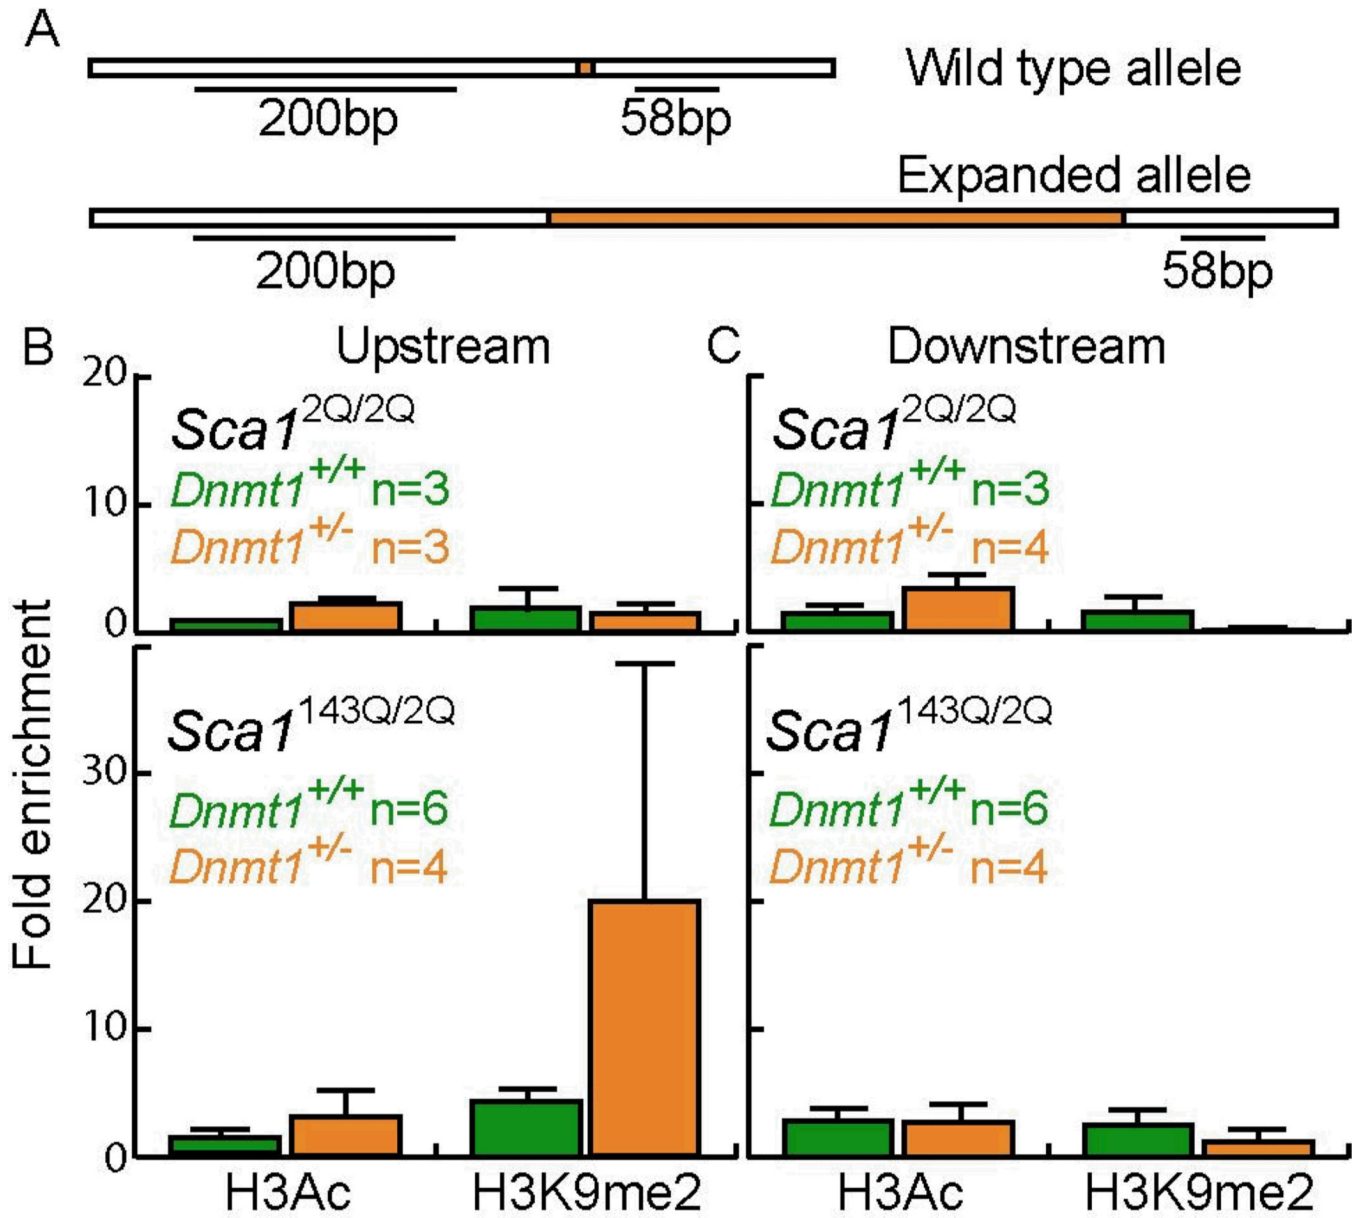 A
Wild type allele
200bp 58bp
Expanded allele
200bp 58bp
B Upstream
20
10
0
Sca1 2Q/2Q
Dnmt1 +/+ n=3
Dnmt1 +/- n=3
C Downstream
Sca1 2Q/2Q
Dnmt1 +/+ n=3
Dnmt1 +/- n=4
Fold enrichment
30
20
10
0
Sca1 143Q/2Q
Dnmt1 +/+ n=6
Dnmt1 +/- n=4
Sca1 143Q/2Q
Dnmt1 +/+ n=6
Dnmt1 +/- n=4
H3Ac H3K9me2 H3Ac H3K9me2